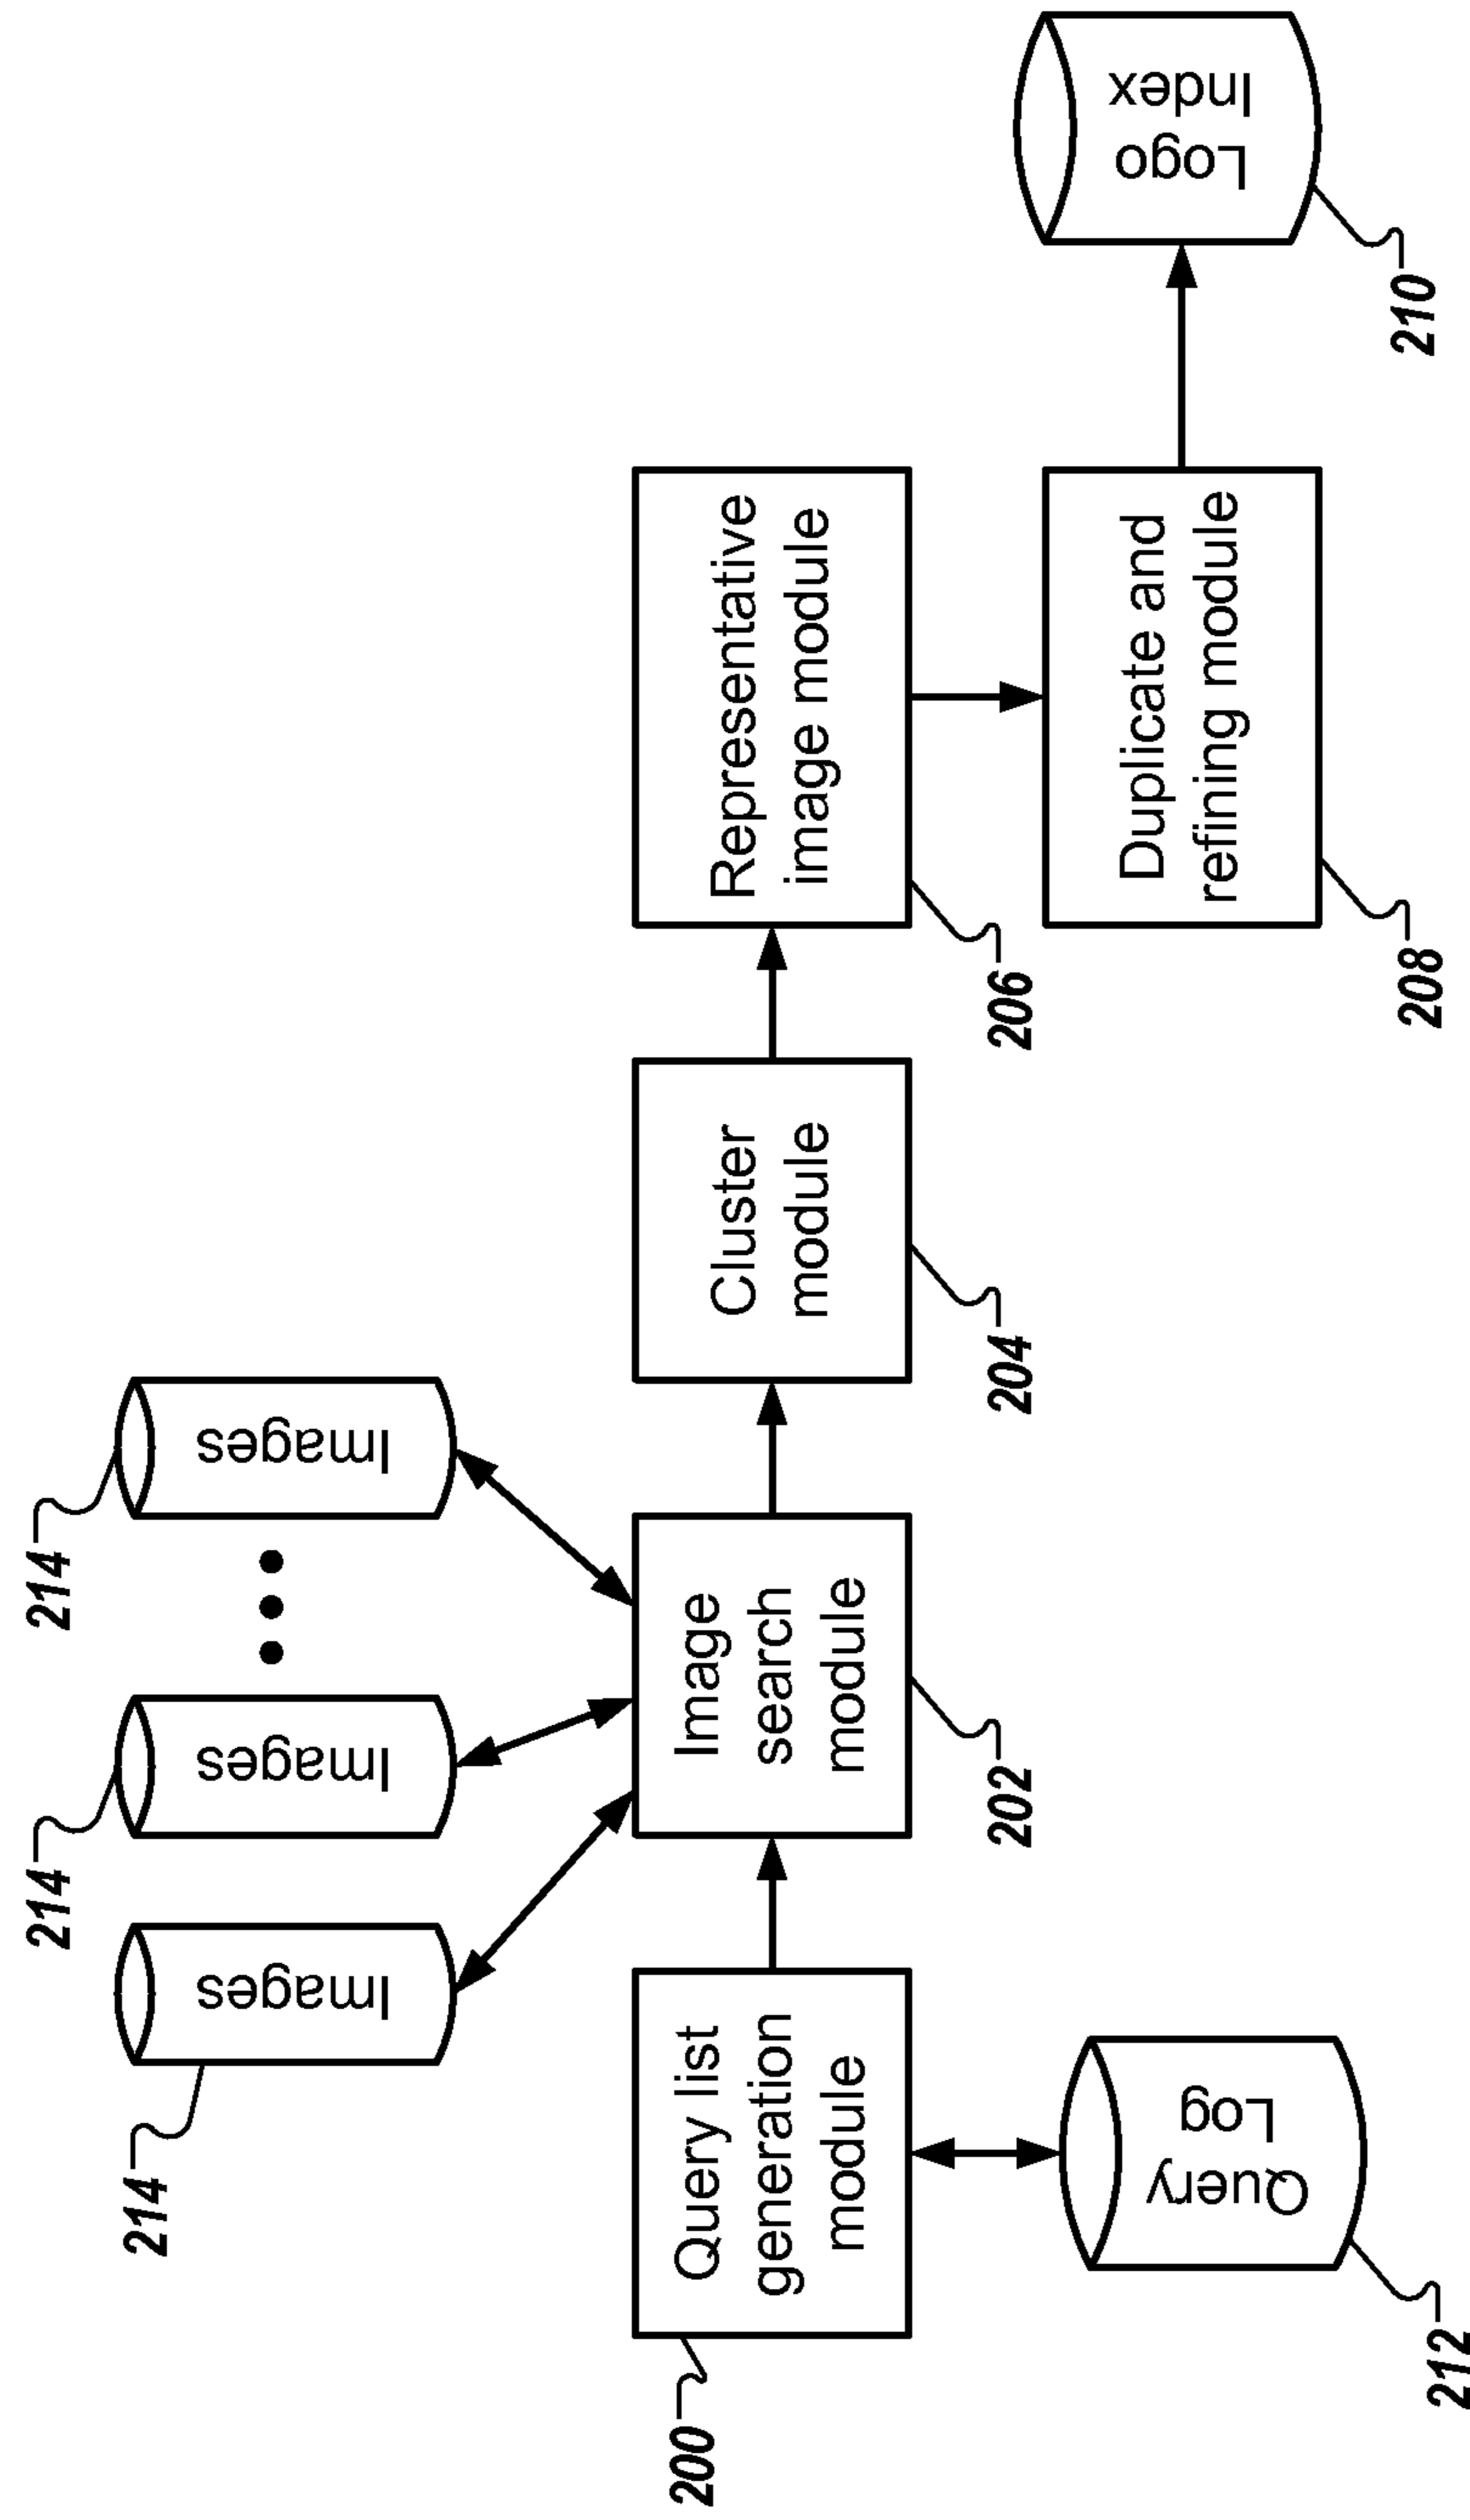 214
214
214
Images
Images
Images
Query list
generation
module
Image
search
module
Cluster
module
Representative
image module
200
202
204
206
Query
Log
Duplicate and
refining module
Logo
Index
212
208
210